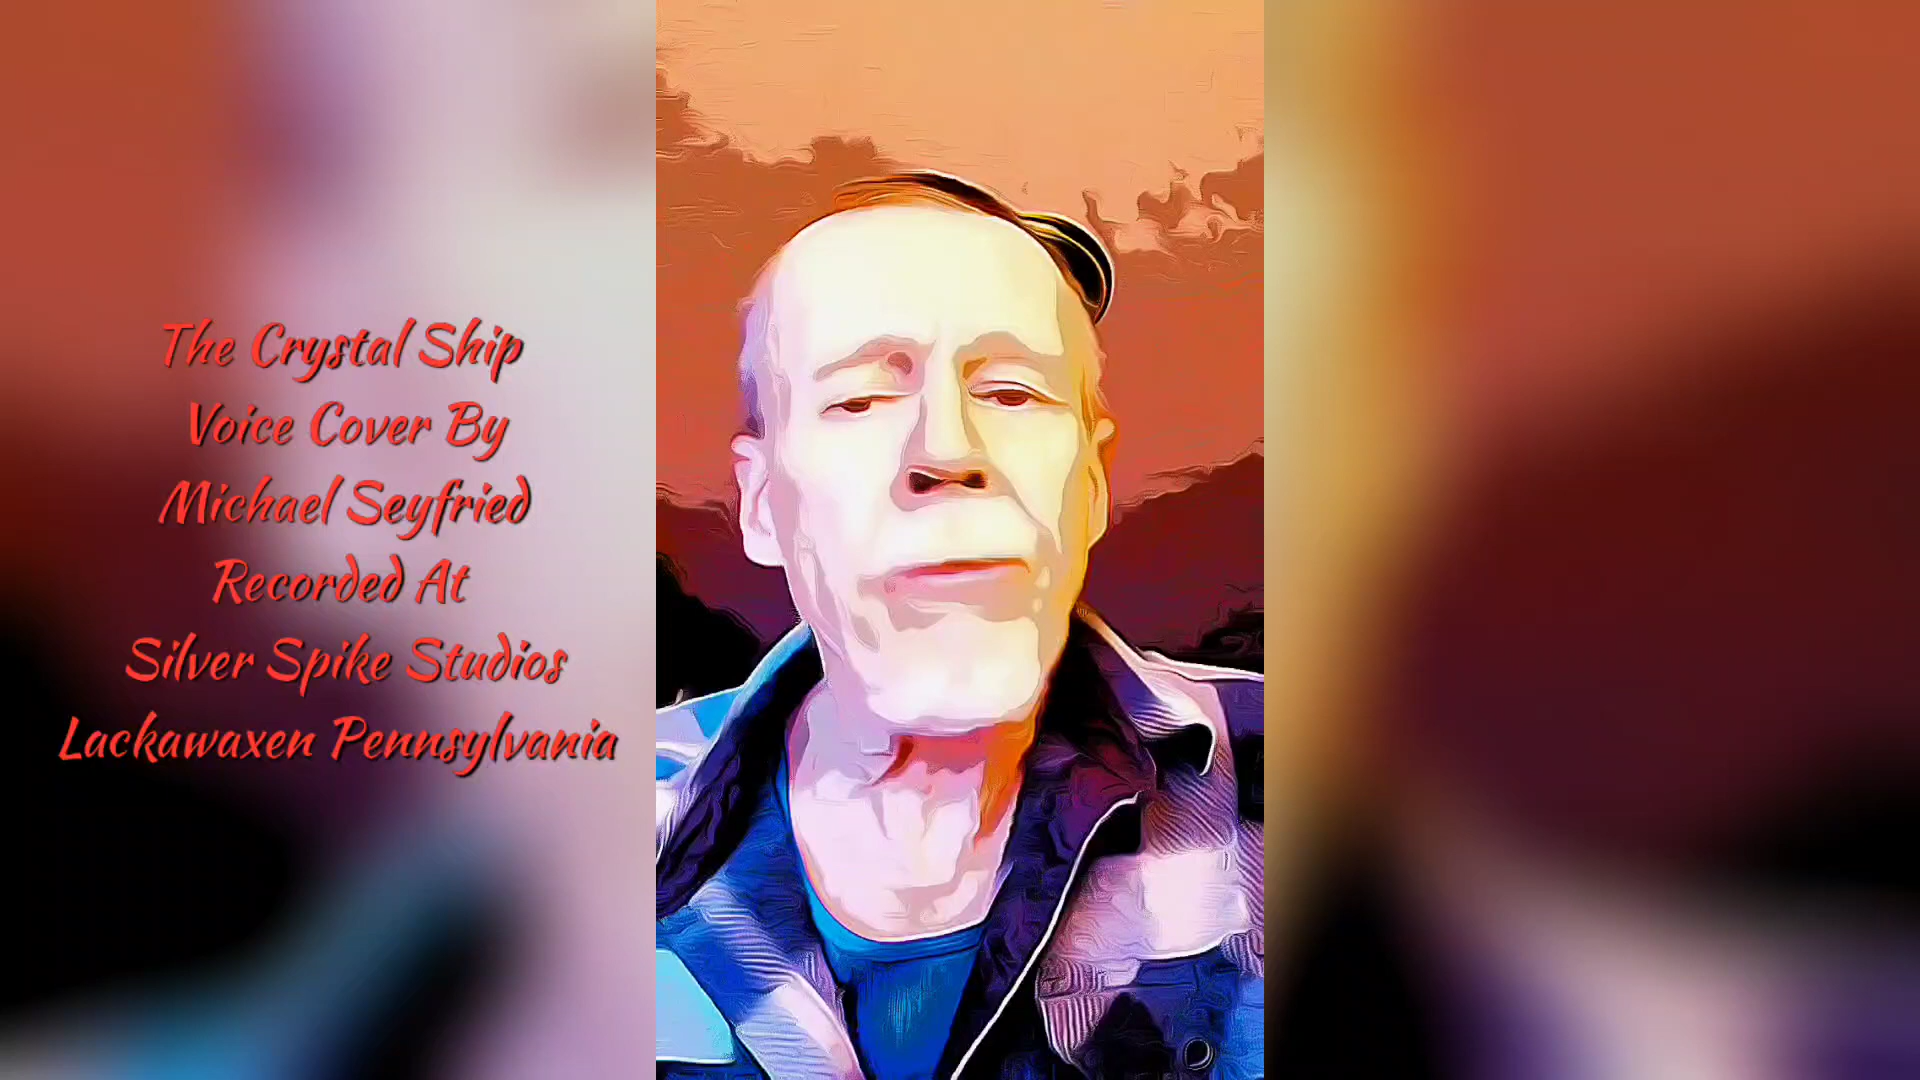 The Crystal Ship
Voice Cover By
Michael Seyfried
Recorded At
Silver Spike Studios
Lackawaxen Pennsylvania